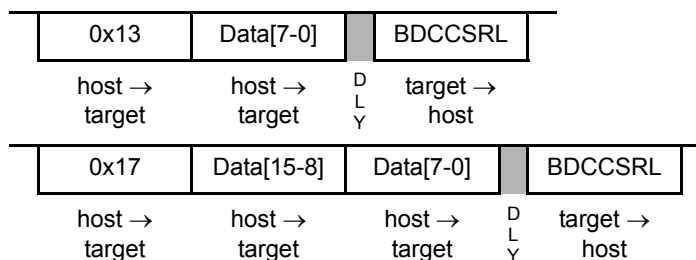 0x13 Data[7-0] BDCCSRL
host → target host → target D L Y target → host
0x17 Data[15-8] Data[7-0] BDCCSRL
host → target host → target host → target D L Y target → host